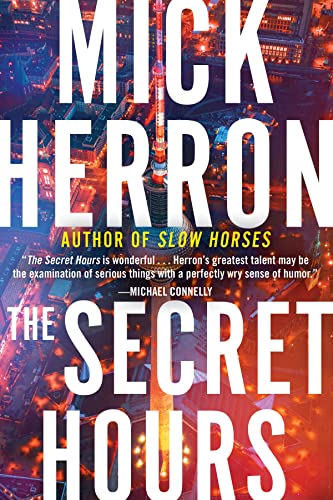 MICK
HERRON
AUTHOR OF SLOW HORSES
“The Secret Hours is wonderful . . . Herron’s greatest talent may be
the examination of serious things with a perfectly wry sense of humor.”
—MICHAEL CONNELLY
THE
SECRET
HOURS